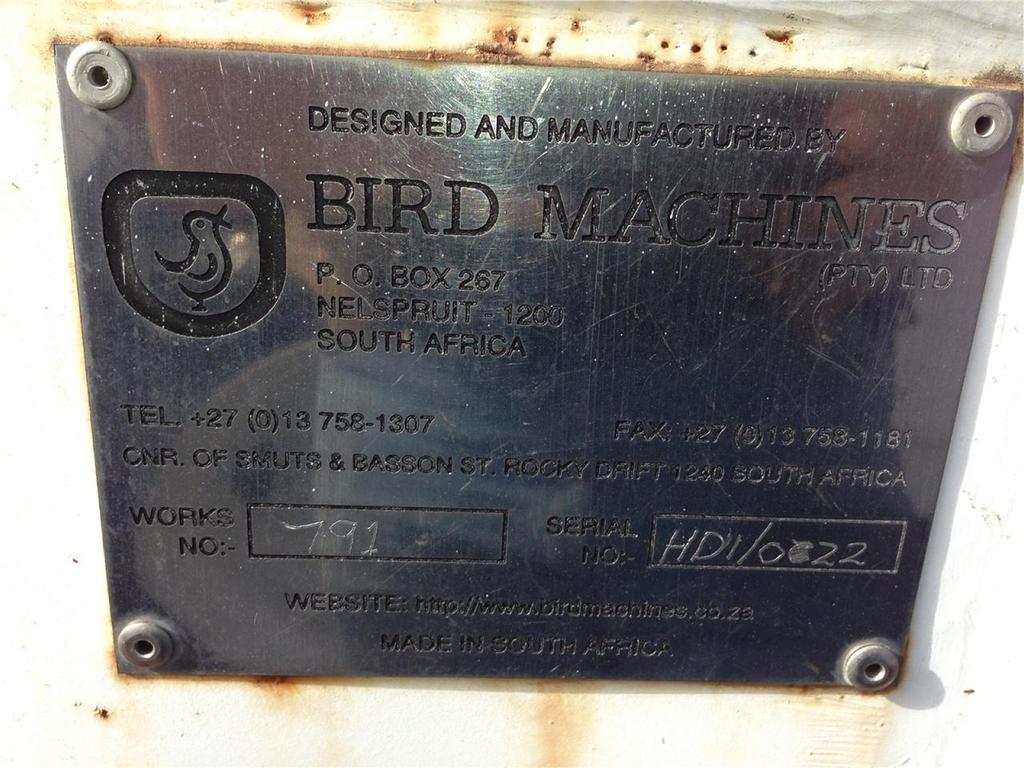 DESIGNED AND MANUFACTURED BY
BIRD MACHINES
(PTY) LTD
P. O. BOX 267
NELSPRUIT - 1200
SOUTH AFRICA
TEL. +27 (0)13 758-1307 FAX. +27 (0)13 758-1181
CNR. OF SMUTS & BASSON ST. ROCKY DRIFT 1240 SOUTH AFRICA
WORKS NO:- 791
SERIAL NO:- HD1/0822
WEBSITE: http://www.birdmachines.co.za
MADE IN SOUTH AFRICA